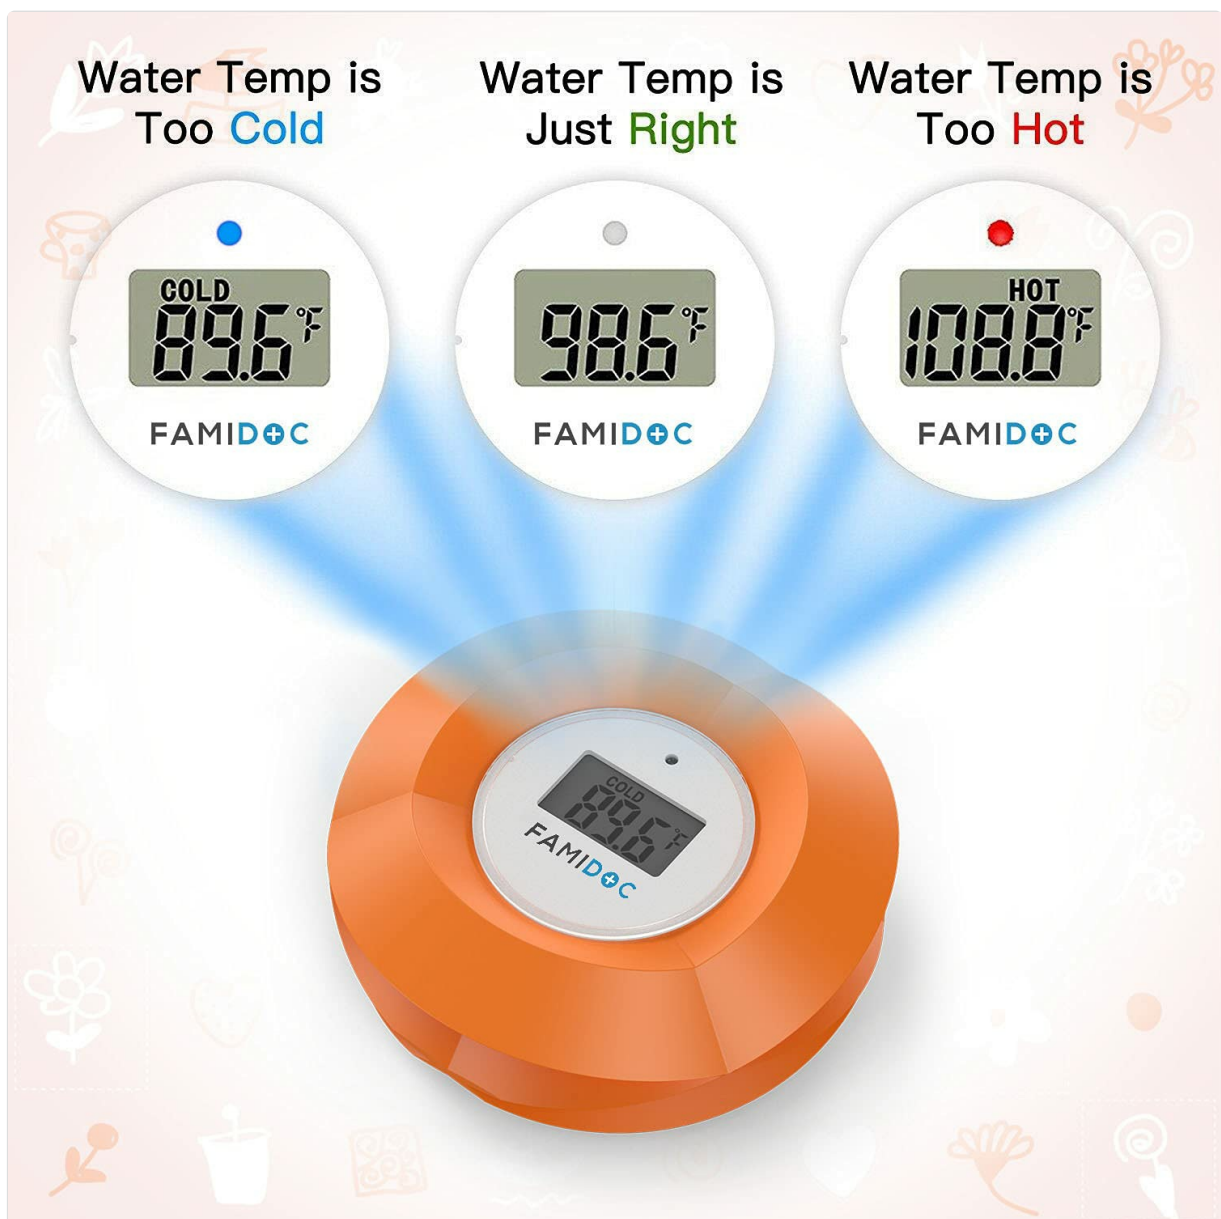 Water Temp is
Too Cold
Water Temp is
Just Right
Water Temp is
Too Hot
COLD
89.6°F
FAMIDOC
98.6°F
FAMIDOC
HOT
108.8°F
FAMIDOC
COLD
89.6°F
FAMIDOC